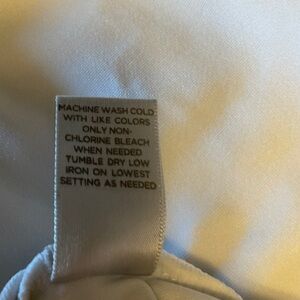 MACHINE WASH COLD
WITH LIKE COLORS
ONLY NON-
CHLORINE BLEACH
WHEN NEEDED
TUMBLE DRY LOW
IRON ON LOWEST
SETTING AS NEEDED